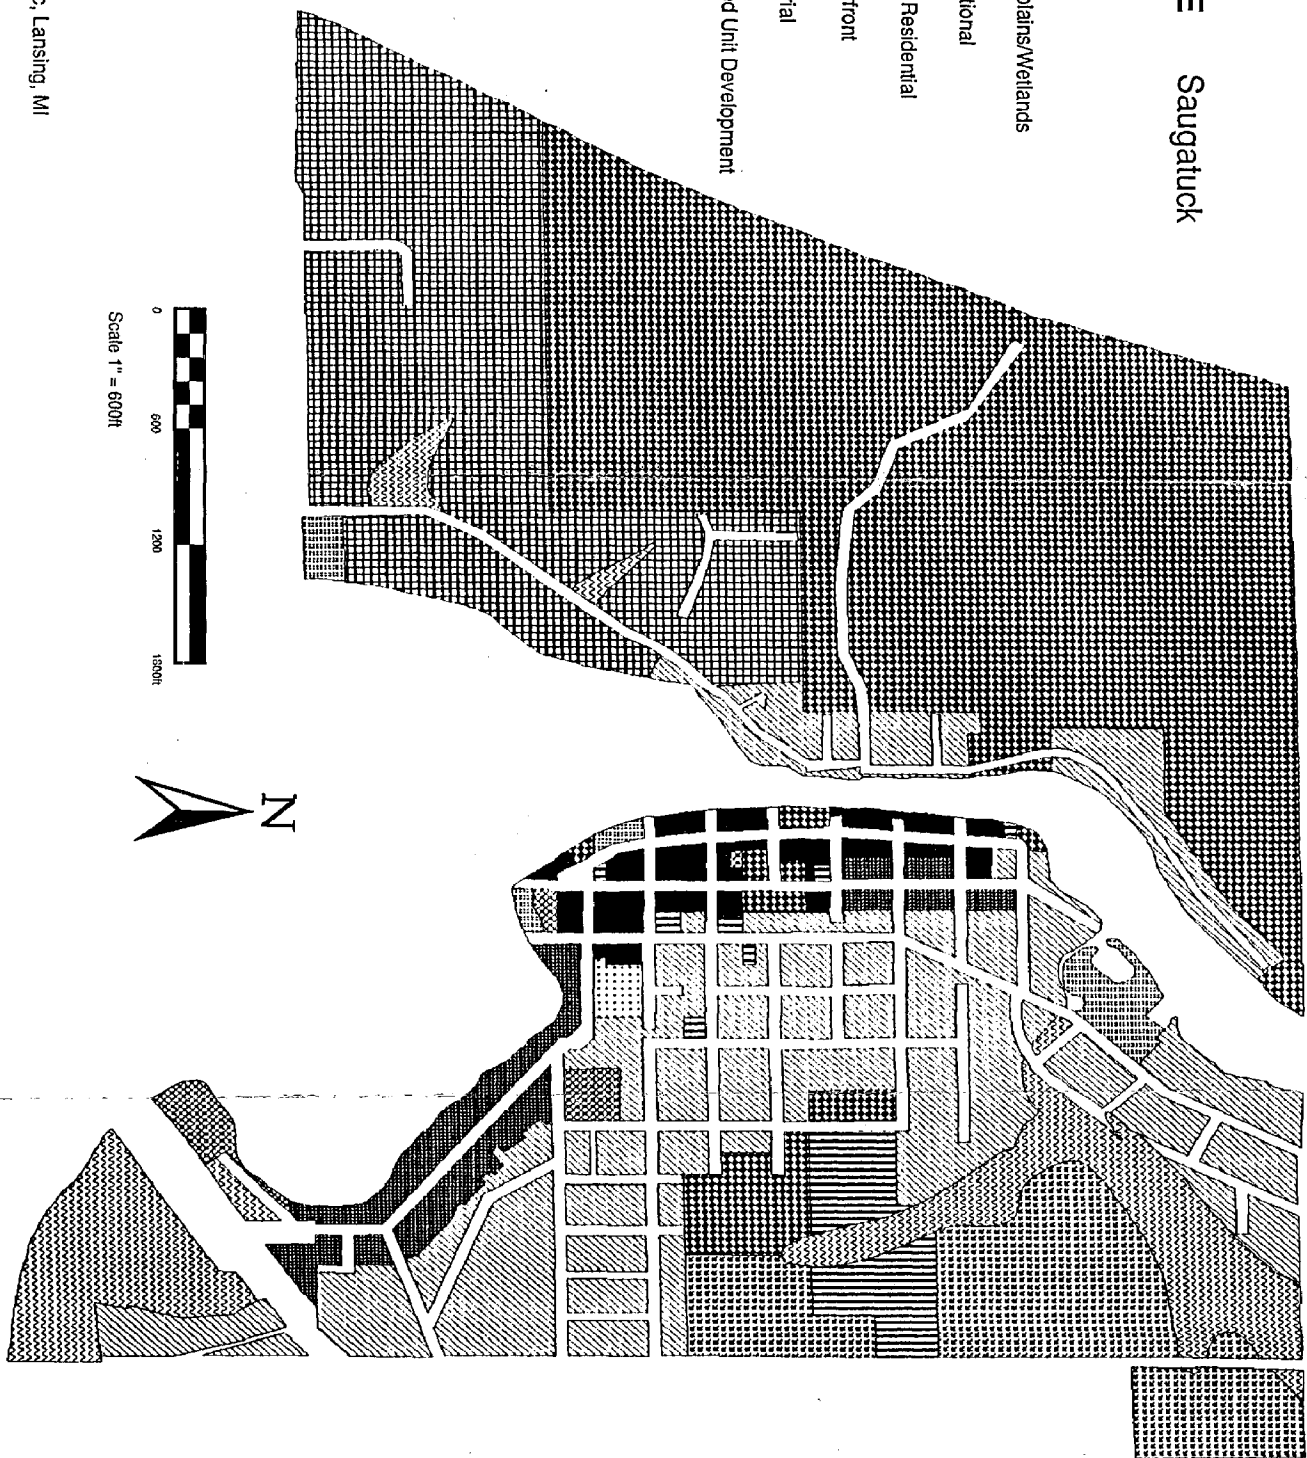 E Saugatuck
plains/Wetlands
tional
Residential
front
rial
d Unit Development
0 600 1200 1800ft
Scale 1" = 600ft
N
c, Lansing, MI